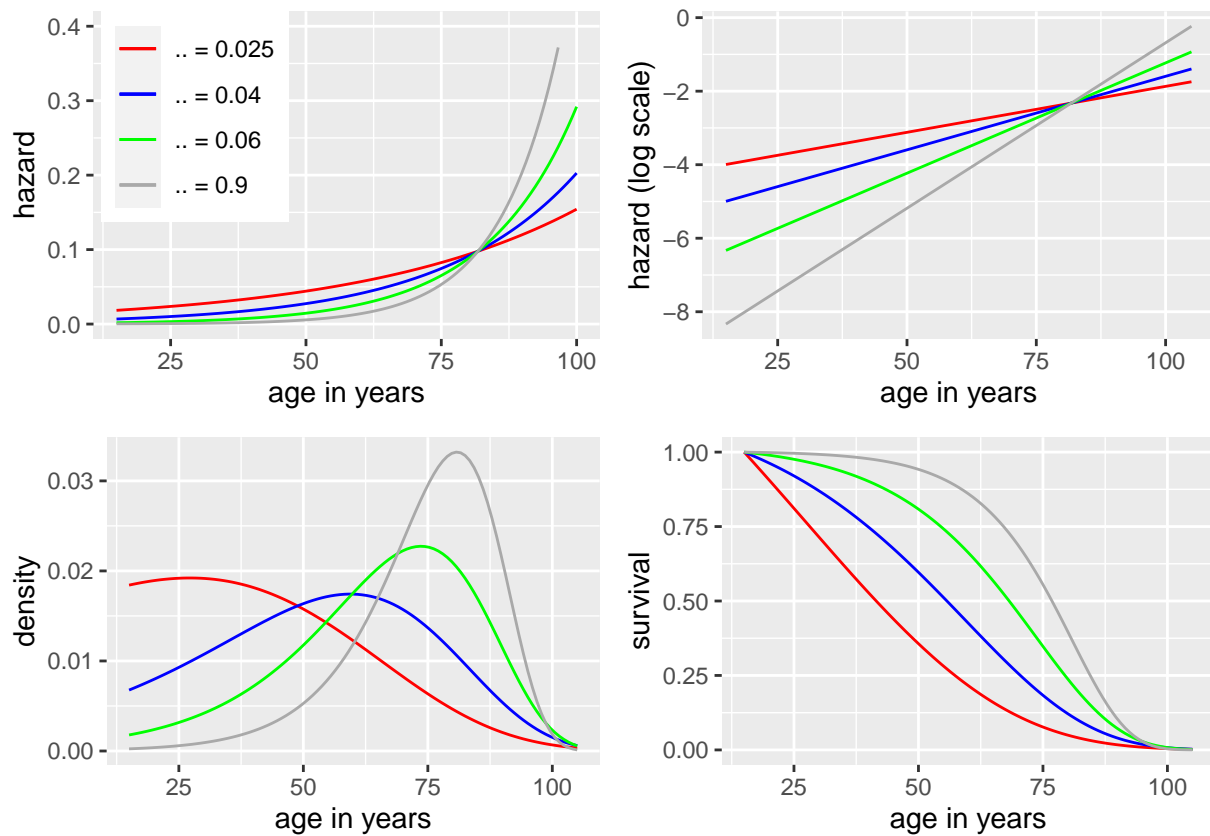 hazard
0.4
0.3
0.2
0.1
0.0
.. = 0.025
.. = 0.04
.. = 0.06
.. = 0.9
25 50 75 100
age in years
hazard (log scale)
0
−2
−4
−6
−8
25 50 75 100
age in years
density
0.03
0.02
0.01
0.00
25 50 75 100
age in years
survival
1.00
0.75
0.50
0.25
0.00
25 50 75 100
age in years